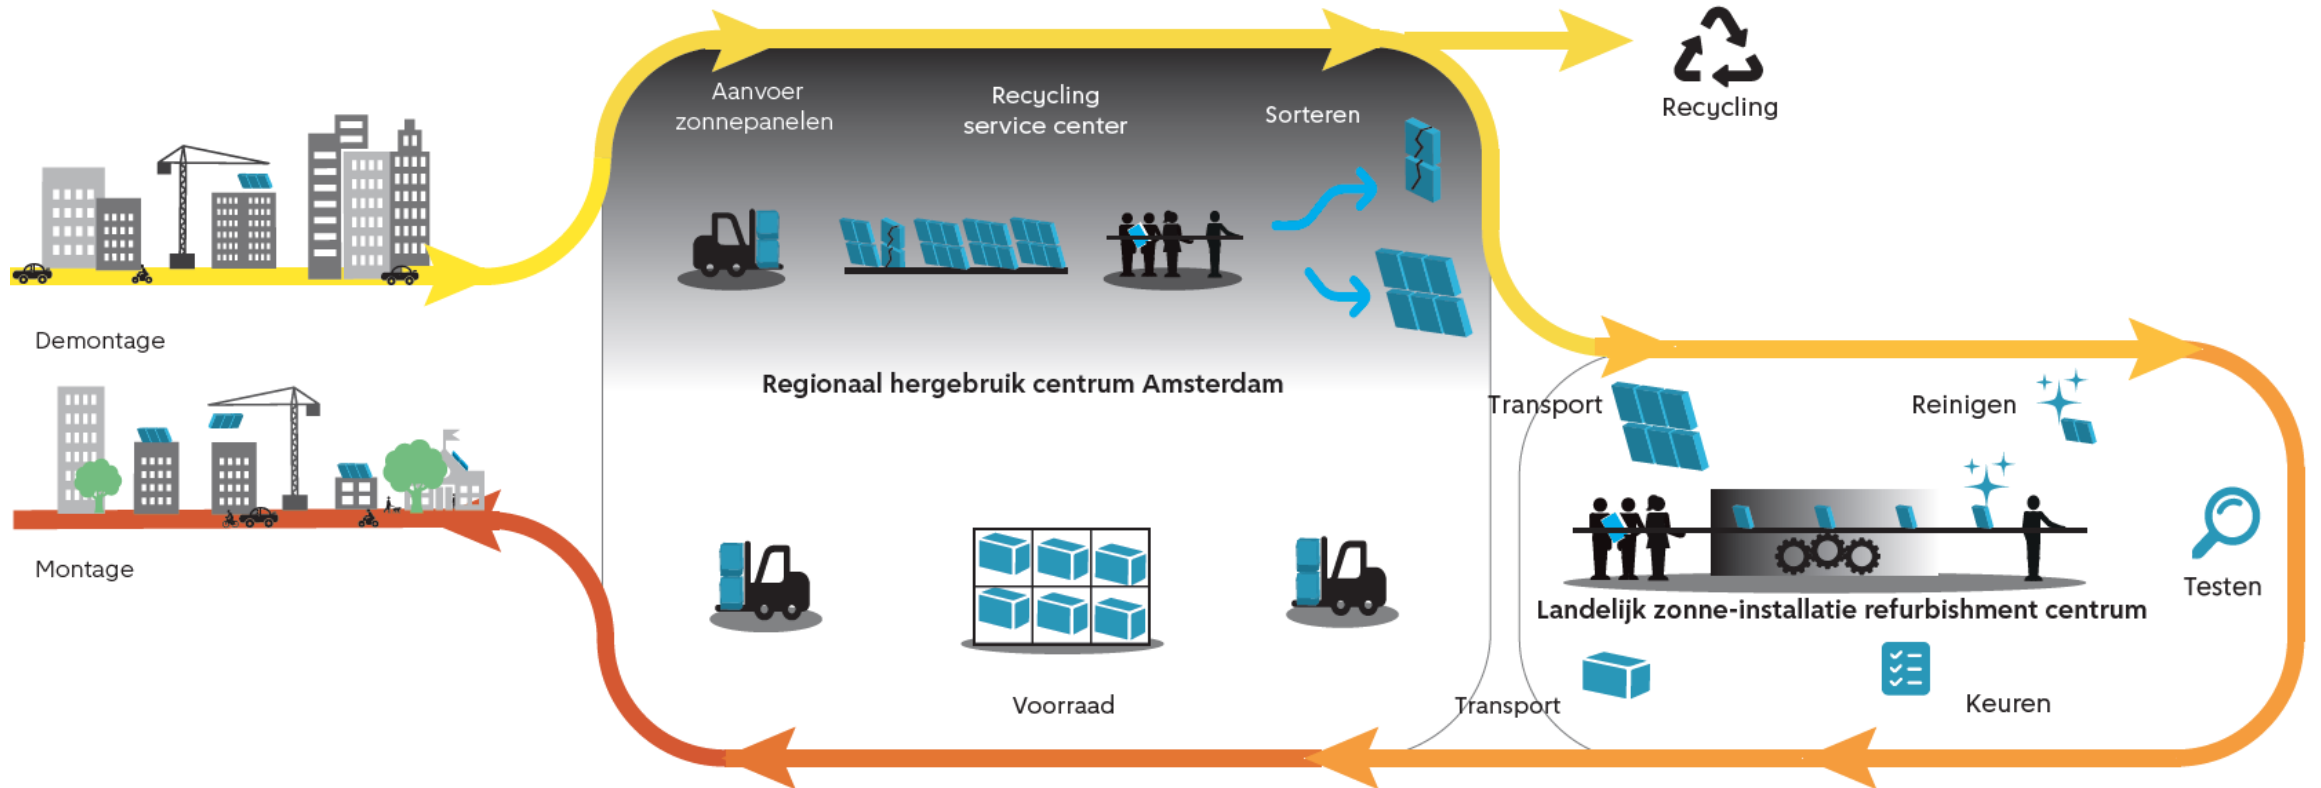 Aanvoer
zonnepanelen
Recycling
service center
Sorteren
Recycling
Demontage
Regionaal hergebruik centrum Amsterdam
Transport
Reinigen
Montage
Testen
Landelijk zonne-installatie refurbishment centrum
Voorraad
Transport
Keuren